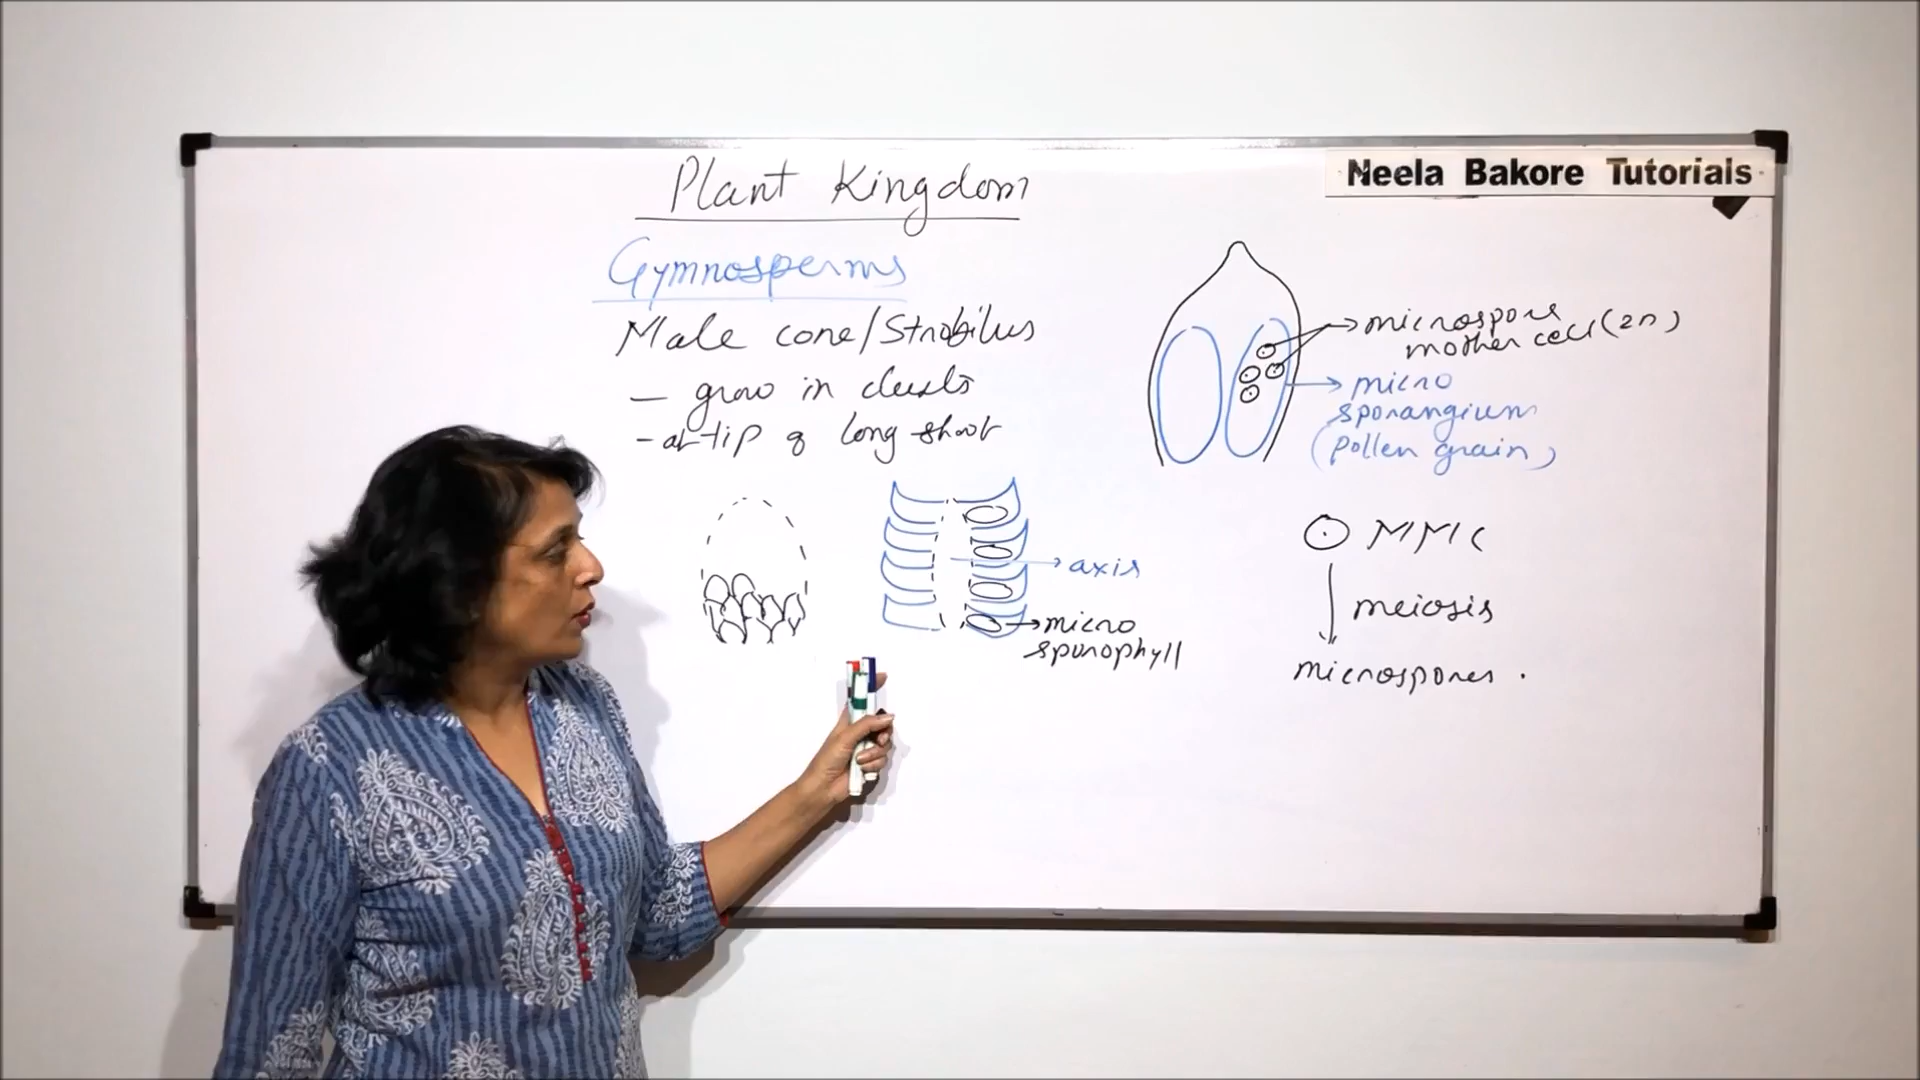 Plant Kingdom
Neela Bakore Tutorials
Gymnosperms
Male cone/Strobilus
— grow in
- at tip of long shoot
axis
micro
sporophyll
microspore
mother cell (2n)
micro
sporangium
(pollen grain)
MMC
meiosis
microspores.